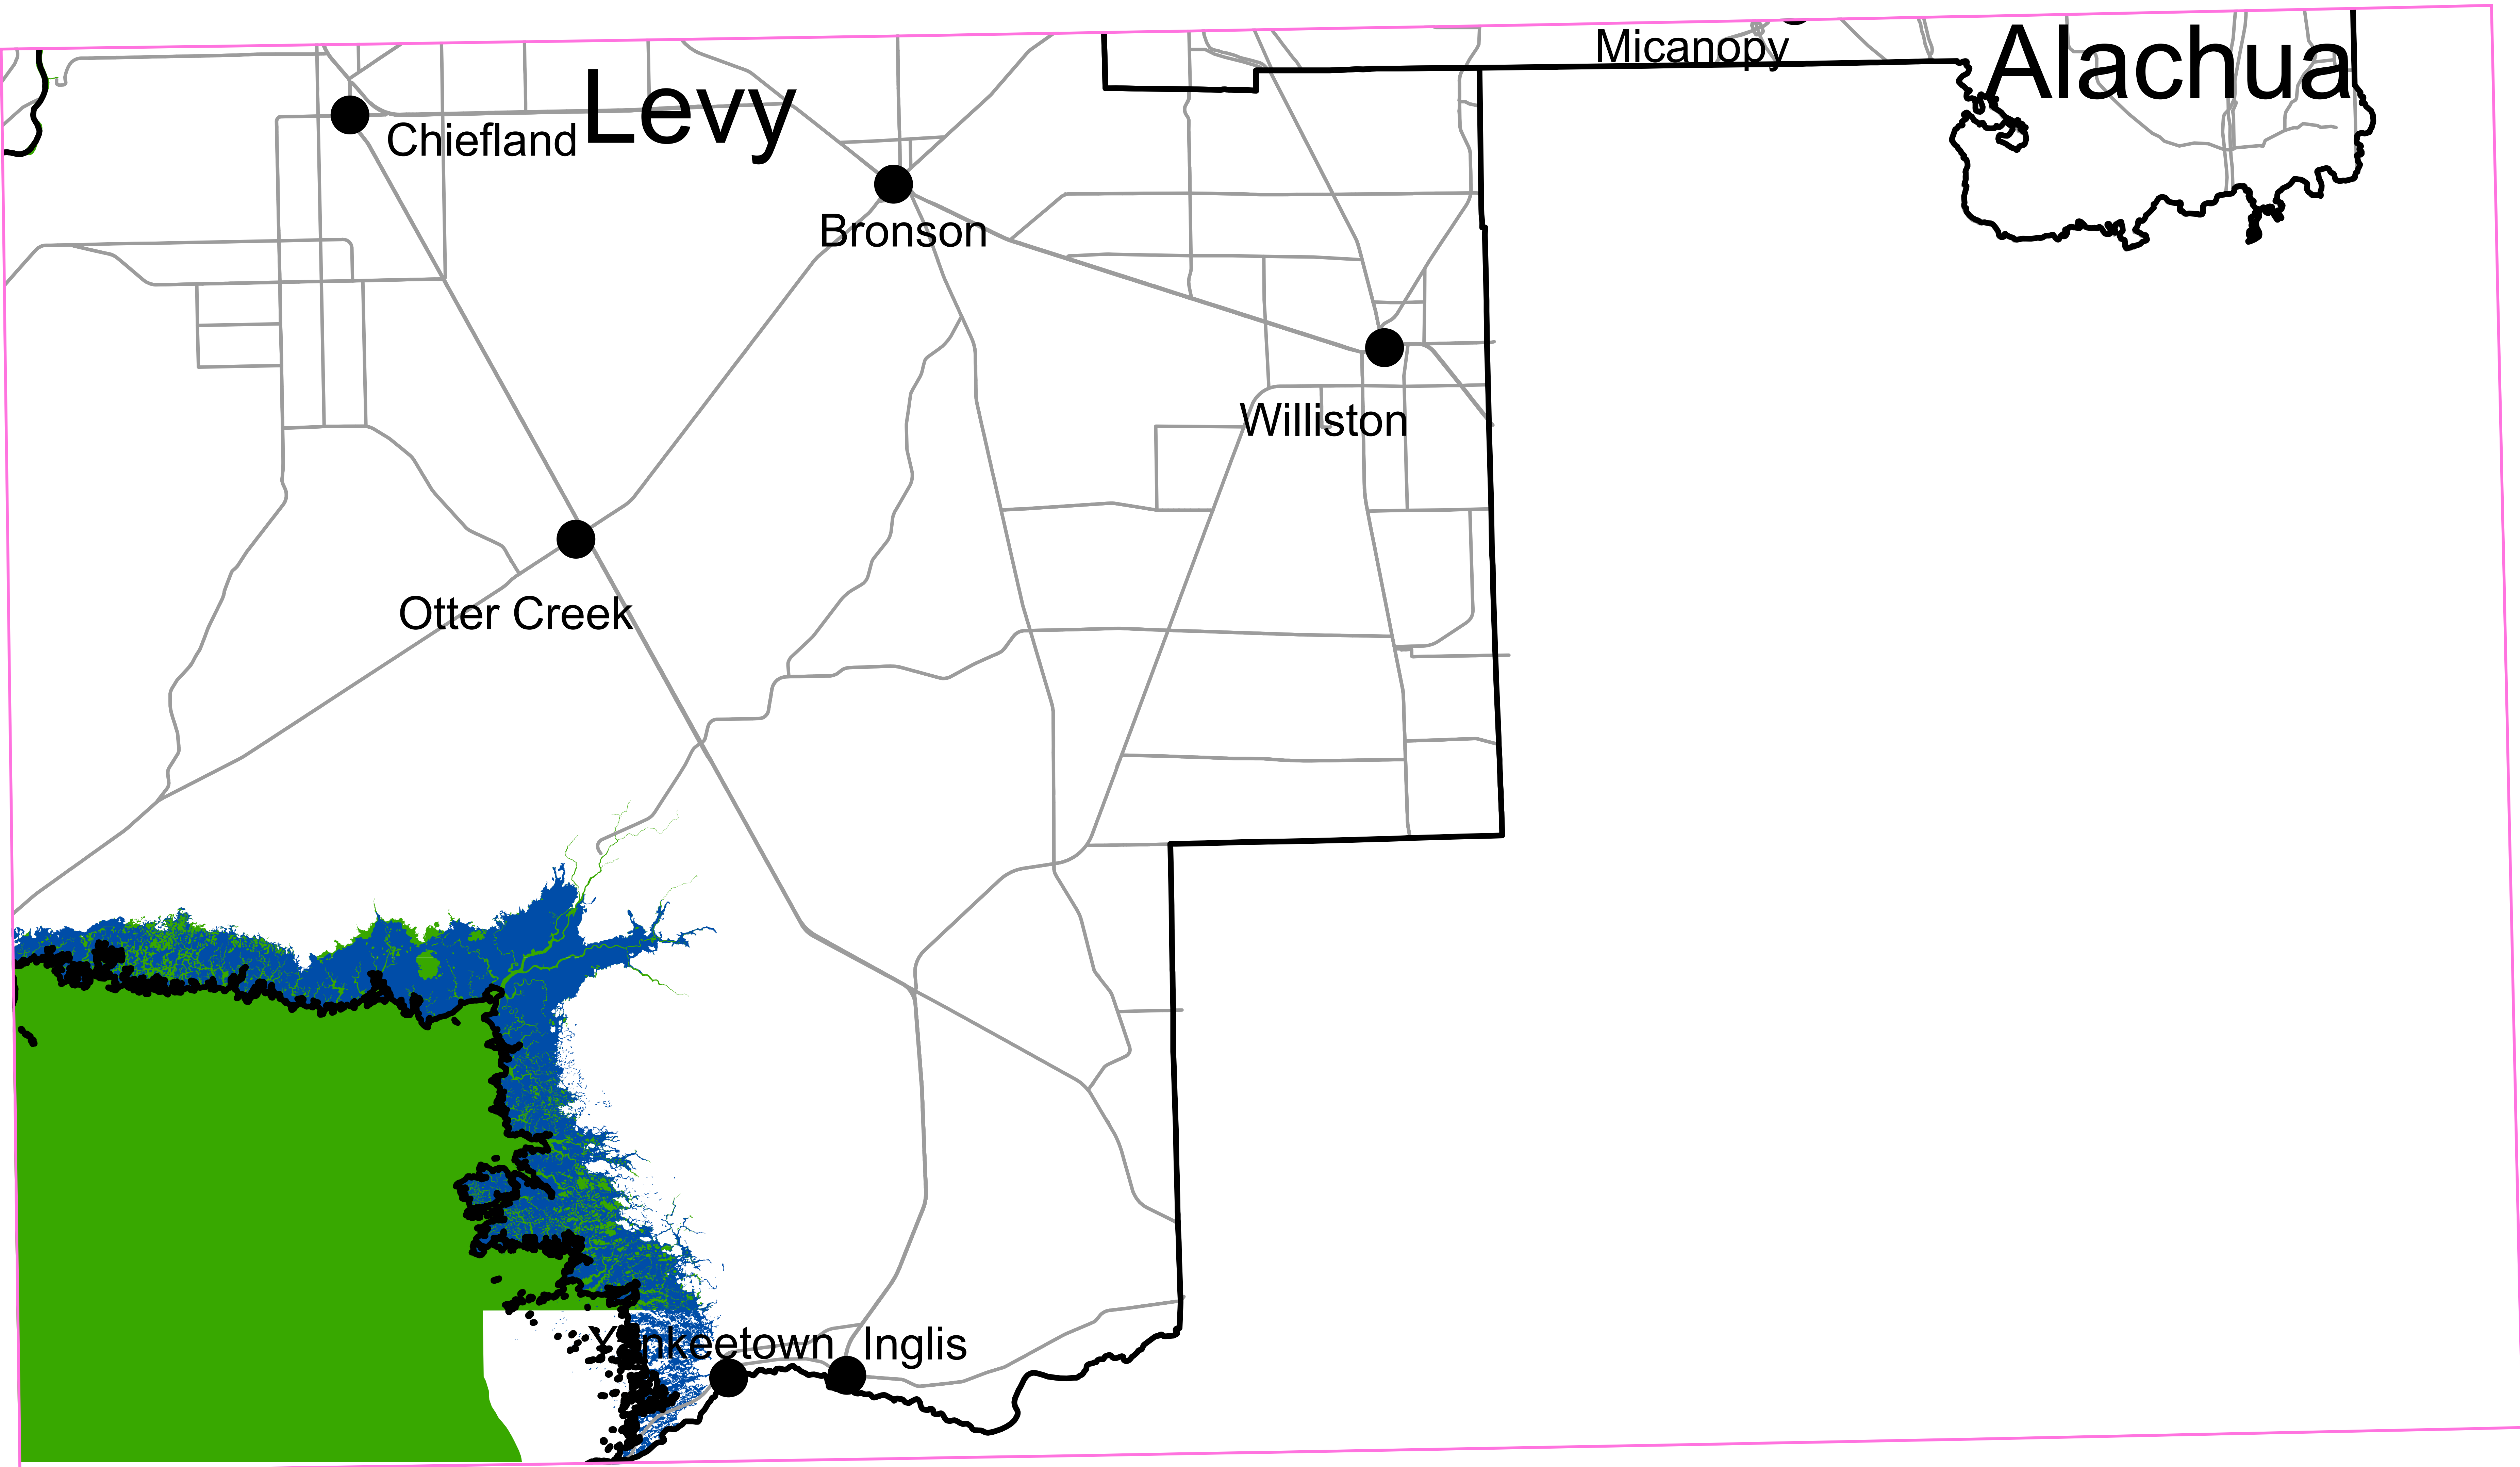 Micanopy
Alachua
Levy
Chiefland
Bronson
Williston
Otter Creek
Yankeetown
Inglis